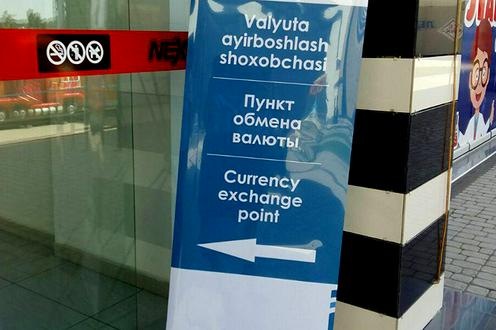 Valyuta
ayirboshlash
shoxobchasi
Пункт
обмена
валюты
Currency
exchange
point